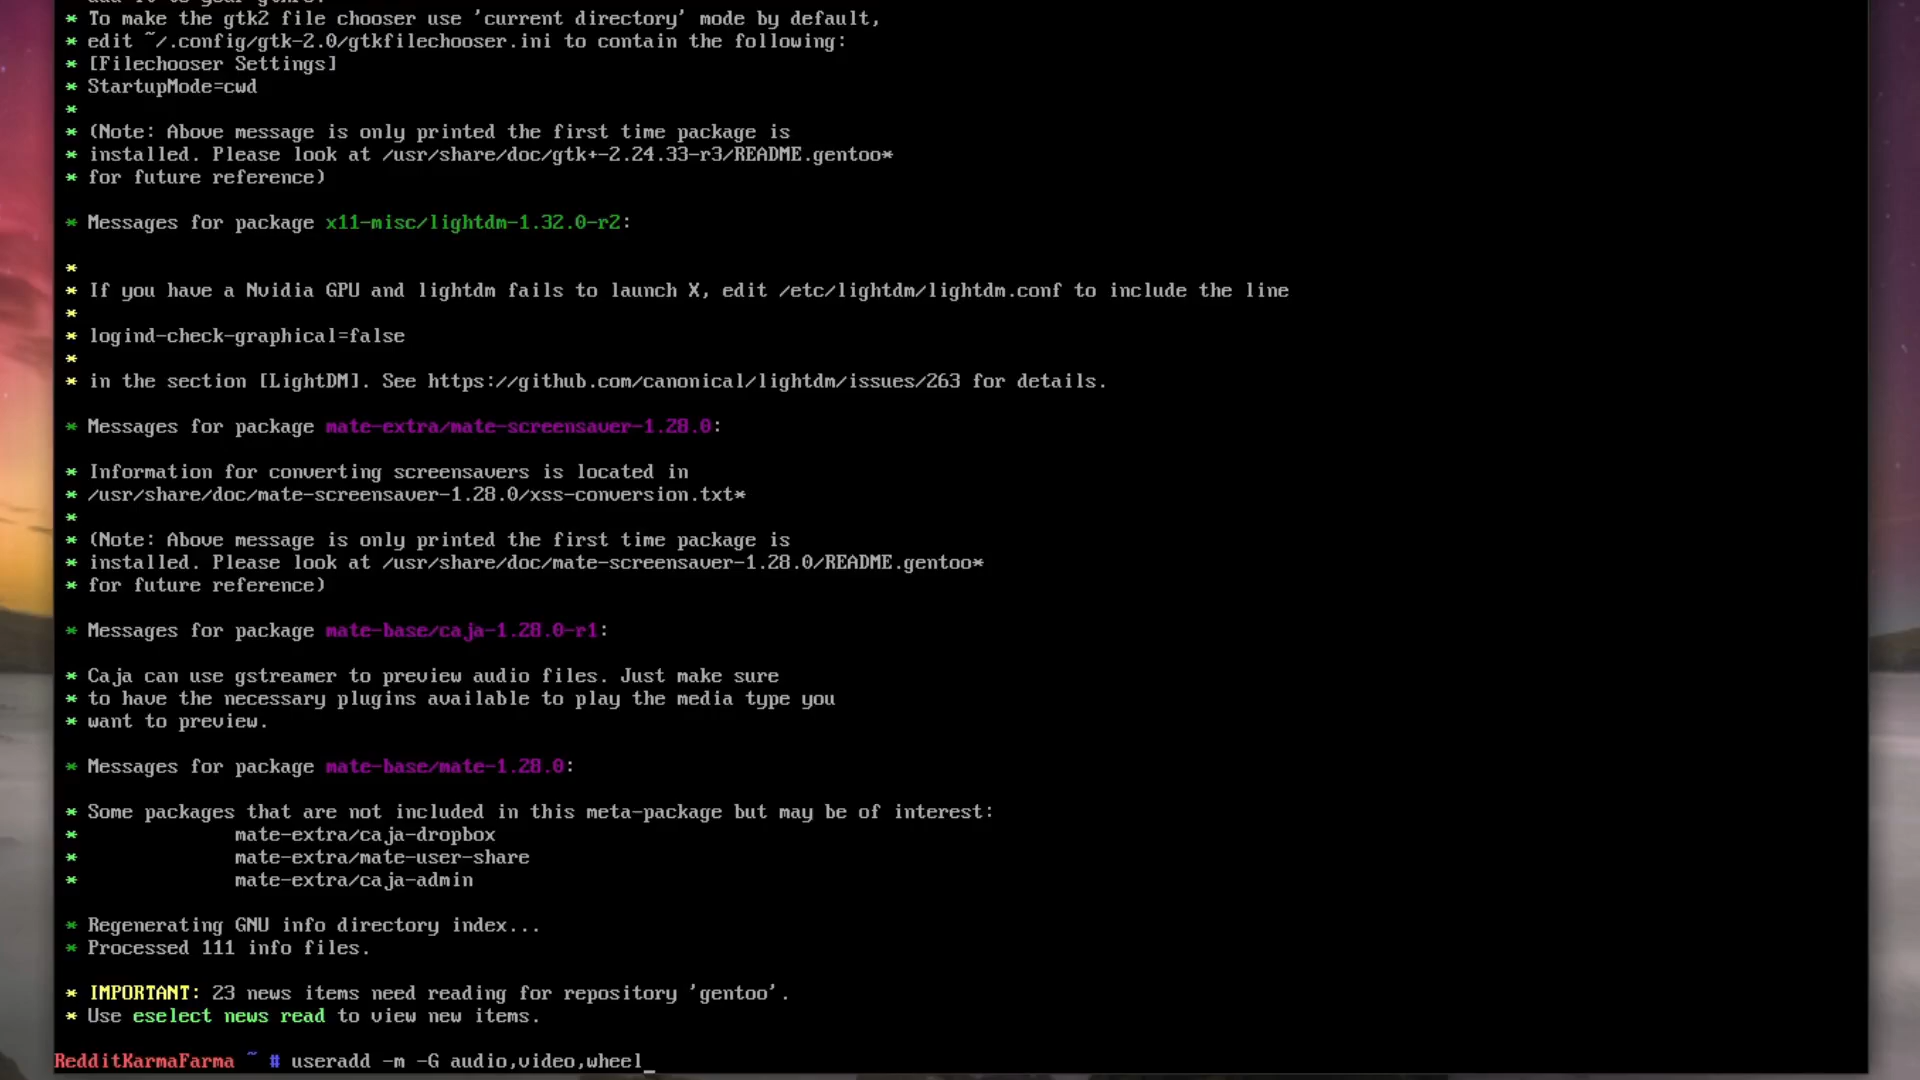 * To make the gtk2 file chooser use 'current directory' mode by default,
* edit ~/.config/gtk-2.0/gtkfilechooser.ini to contain the following:
* [Filechooser Settings]
* StartupMode=cwd
*
* (Note: Above message is only printed the first time package is
* installed. Please look at /usr/share/doc/gtk+-2.24.33-r3/README.gentoo*
* for future reference)
* Messages for package x11-misc/lightdm-1.32.0-r2:
*
* If you have a Nvidia GPU and lightdm fails to launch X, edit /etc/lightdm/lightdm.conf to include the line
*
* logind-check-graphical=false
*
* in the section [LightDM]. See https://github.com/canonical/lightdm/issues/263 for details.
* Messages for package mate-extra/mate-screensaver-1.28.0:
* Information for converting screensavers is located in
* /usr/share/doc/mate-screensaver-1.28.0/xss-conversion.txt*
*
* (Note: Above message is only printed the first time package is
* installed. Please look at /usr/share/doc/mate-screensaver-1.28.0/README.gentoo*
* for future reference)
* Messages for package mate-base/caja-1.28.0-r1:
* Caja can use gstreamer to preview audio files. Just make sure
* to have the necessary plugins available to play the media type you
* want to preview.
* Messages for package mate-base/mate-1.28.0:
* Some packages that are not included in this meta-package but may be of interest:
* mate-extra/caja-dropbox
* mate-extra/mate-user-share
* mate-extra/caja-admin
* Regenerating GNU info directory index...
* Processed 111 info files.
* IMPORTANT: 23 news items need reading for repository 'gentoo'.
* Use eselect news read to view new items.
RedditKarmaFarma ~ # useradd -m -G audio,video,wheel_